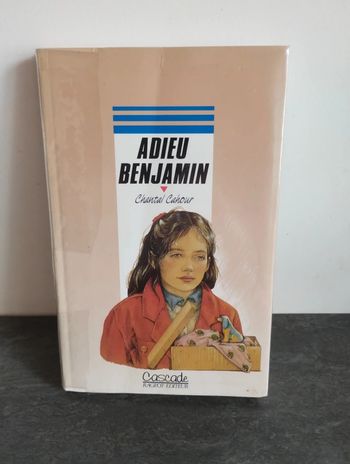 ADIEU
BENJAMIN
Chantal Cahour
Cascade
RAGEOT EDITEUR